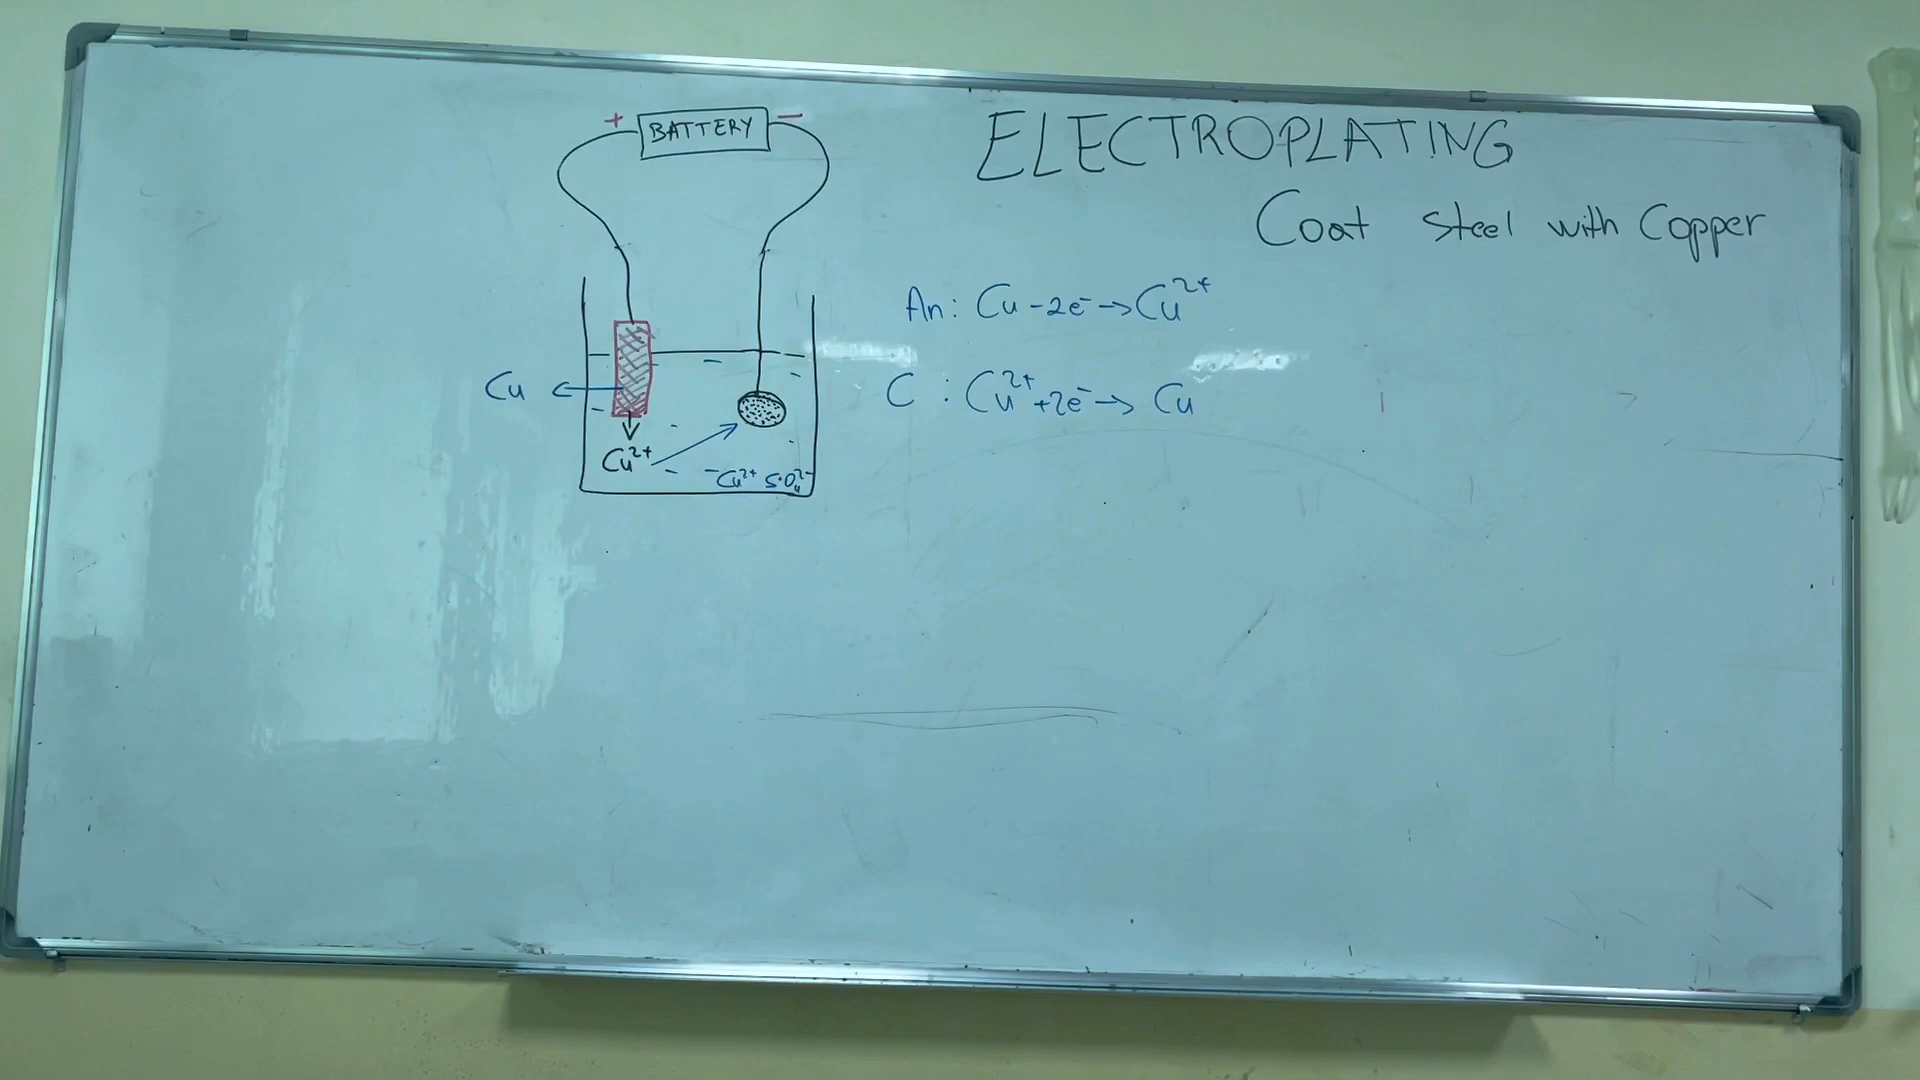 + BATTERY −
ELECTROPLATING
Coat steel with Copper
An: Cu - 2e⁻ → Cu²⁺
Cu
C : Cu²⁺ + 2e⁻ → Cu
Cu²⁺
Cu²⁺ SO₄²⁻